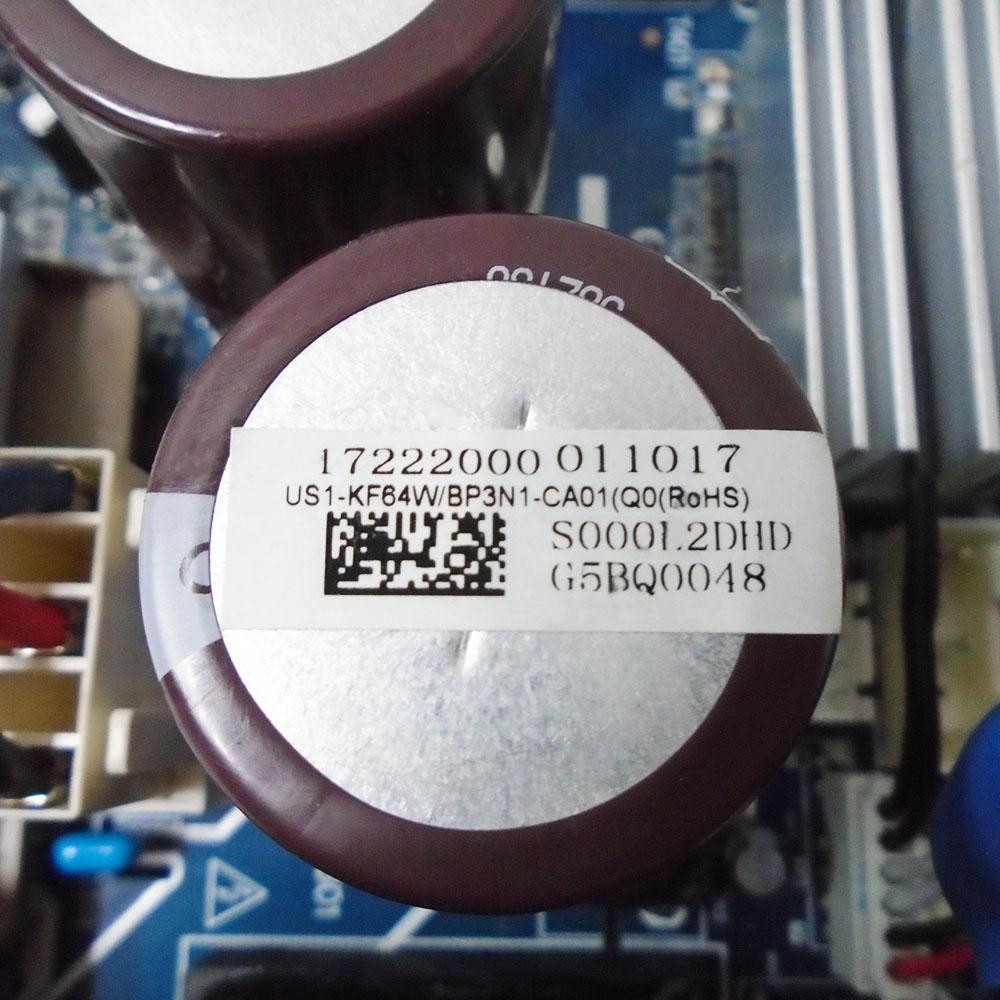 17222000 011017
US1-KF64W/BP3N1-CA01(Q0(RoHS)
S000L2DHD
G5BQ0048